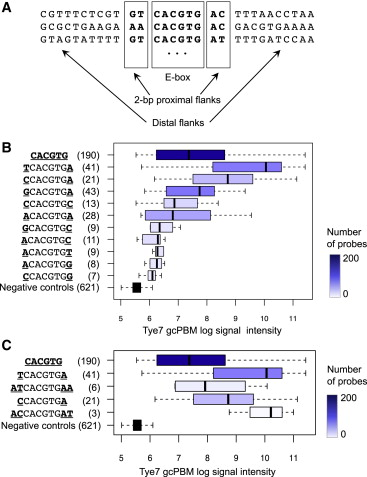 A
CGTTTCTCGT GT CACGTG AC TTTAACCTAA
GCGCTGAAGA AA CACGTG AC GACGTGAAAA
GTAGTATTTT GT CACGTG AT TTTGATCCAA
...
E-box
2-bp proximal flanks
Distal flanks
B
CACGTG (190)
TCACGTGA (41)
CCACGTGA (21)
GCACGTGA (43)
CCACGTGC (13)
ACACGTGA (28)
GCACGTGC (9)
ACACGTGC (11)
ACACGTGT (9)
ACACGTGG (8)
CCACGTGG (7)
Negative controls (621)
5 6 7 8 9 10 11
Tye7 gcPBM log signal intensity
Number of probes
200
0
C
CACGTG (190)
TCACGTGA (41)
ATCACGTGAA (6)
CCACGTGA (21)
ACCACGTGAT (3)
Negative controls (621)
5 6 7 8 9 10 11
Tye7 gcPBM log signal intensity
Number of probes
200
0